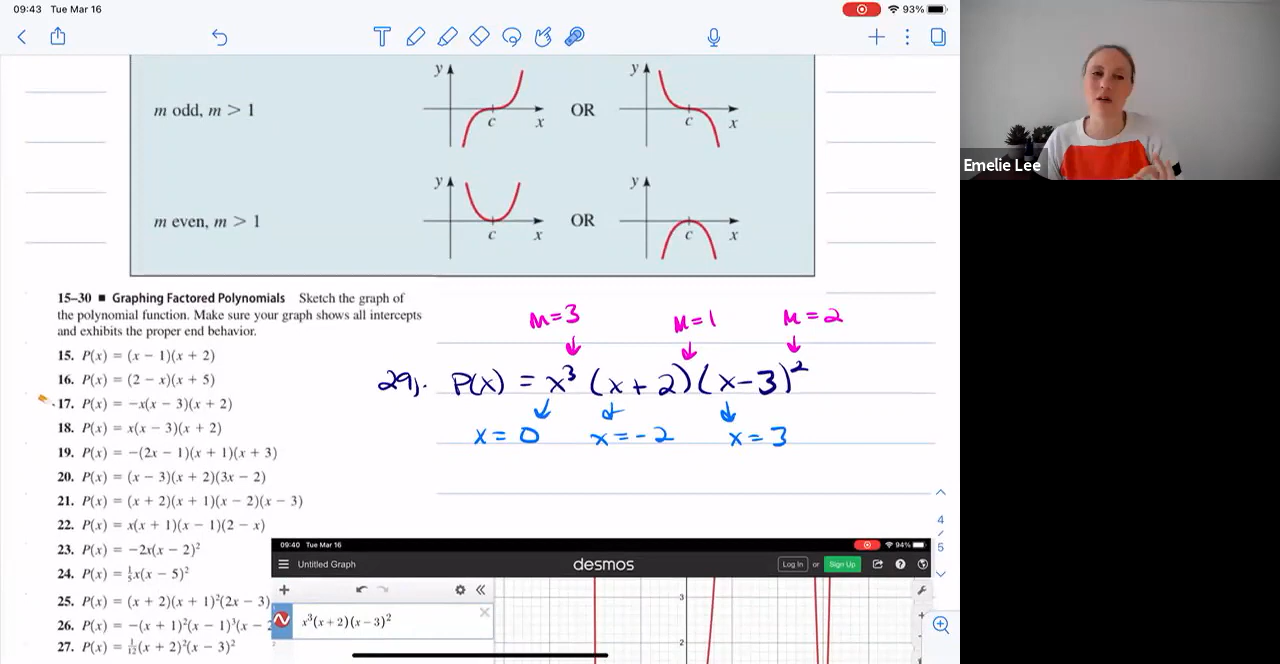 09:43 Tue Mar 16
93%
T
m odd, m > 1
y
c
x
OR
y
c
x
m even, m > 1
y
c
x
OR
y
c
x
15–30 ■ Graphing Factored Polynomials Sketch the graph of
the polynomial function. Make sure your graph shows all intercepts
and exhibits the proper end behavior.
15. P(x) = (x − 1)(x + 2)
16. P(x) = (2 − x)(x + 5)
17. P(x) = −x(x − 3)(x + 2)
18. P(x) = x(x − 3)(x + 2)
19. P(x) = −(2x − 1)(x + 1)(x + 3)
20. P(x) = (x − 3)(x + 2)(3x − 2)
21. P(x) = (x + 2)(x + 1)(x − 2)(x − 3)
22. P(x) = x(x + 1)(x − 1)(2 − x)
23. P(x) = −2x(x − 2)²
24. P(x) = ⅕x(x − 5)²
25. P(x) = (x + 2)(x + 1)²(2x − 3)
26. P(x) = −(x + 1)²(x − 1)³(x −
27. P(x) = 1/12(x + 2)²(x − 3)²
M=3 M=1 M=2
29). P(x) = x³ (x+2)(x−3)²
x=0 x=−2 x=3
4
5
09:40 Tue Mar 16
94%
Untitled Graph
desmos
Log In or Sign Up
x³(x+2)(x−3)²
3
2
Emelie Lee